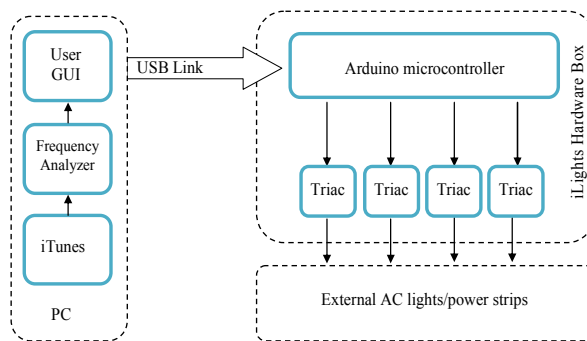 User
GUI
Frequency
Analyzer
iTunes
PC
USB Link
Arduino microcontroller
Triac
Triac
Triac
Triac
iLights Hardware Box
External AC lights/power strips